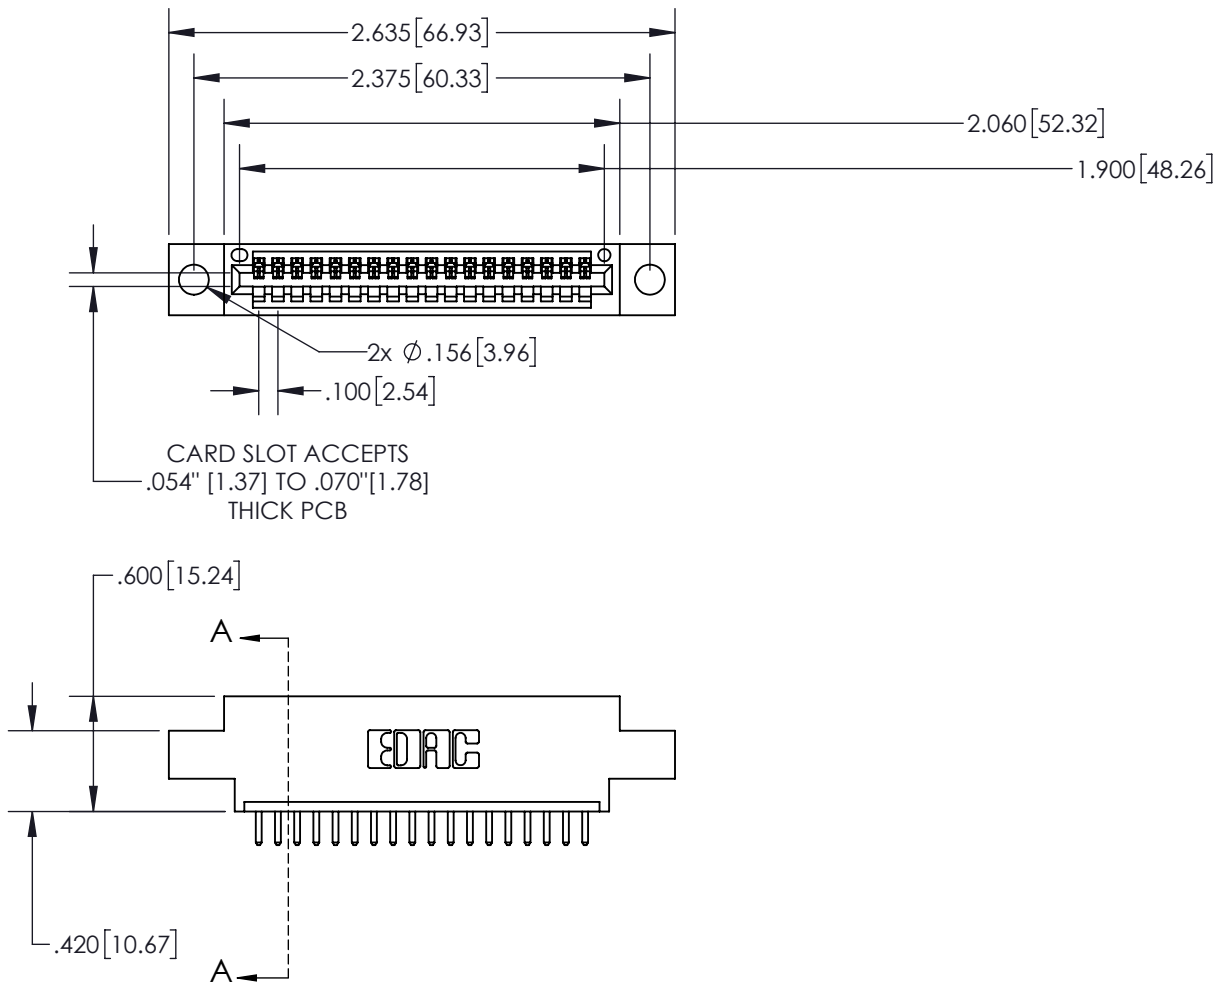 2.635[66.93]
2.375[60.33]
2.060[52.32]
1.900[48.26]
2x Ø.156[3.96]
.100[2.54]
CARD SLOT ACCEPTS
.054" [1.37] TO .070"[1.78]
THICK PCB
.600[15.24]
A
EDAC
.420[10.67]
A